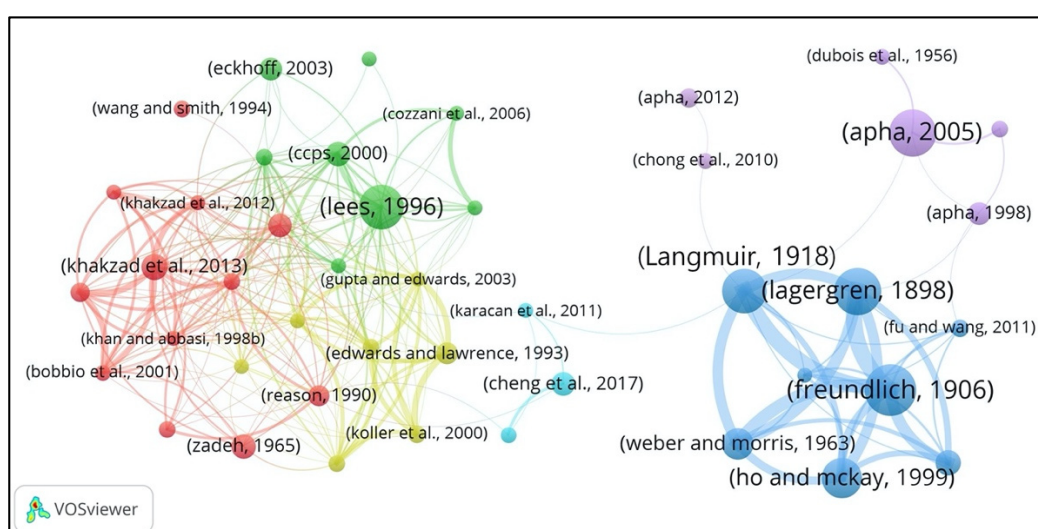 (eckhoff, 2003)
(dubois et al., 1956)
(wang and smith, 1994)
(apha, 2012)
(cozzani et al., 2006)
(apha, 2005)
(ccps, 2000)
(chong et al., 2010)
(khakzad et al., 2012)
(lees, 1996)
(apha, 1998)
(khakzad et al., 2013)
(Langmuir, 1918)
(gupta and edwards, 2003)
(lagergren, 1898)
(karacan et al., 2011)
(fu and wang, 2011)
(khan and abbasi, 1998b)
(edwards and lawrence, 1993)
(bobbio et al., 2001)
(cheng et al., 2017)
(reason, 1990)
(freundlich, 1906)
(koller et al., 2000)
(weber and morris, 1963)
(zadeh, 1965)
(ho and mckay, 1999)
VOSviewer